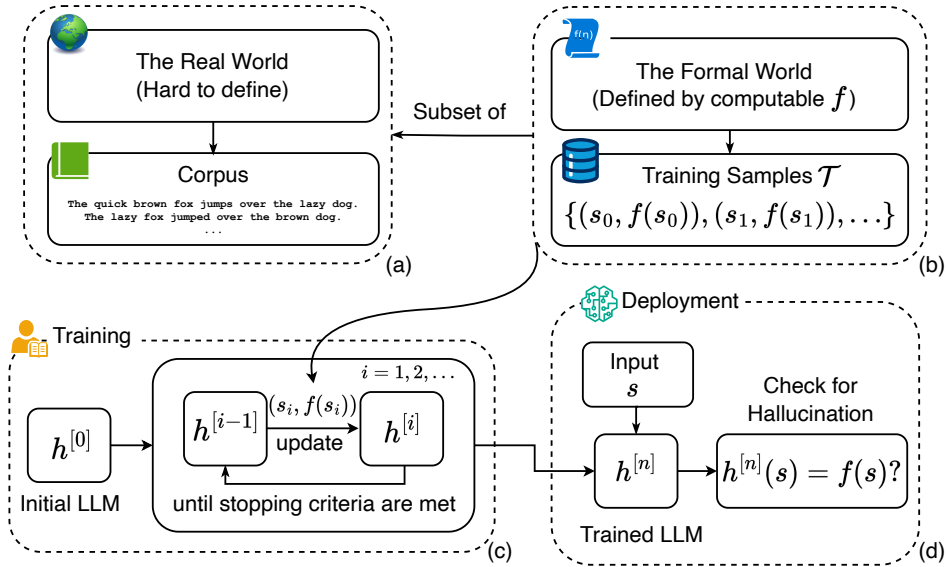 The Real World
(Hard to define)
Corpus
The quick brown fox jumps over the lazy dog.
The lazy fox jumped over the brown dog.
...
(a)
Subset of
f(n)
The Formal World
(Defined by computable f)
Training Samples 𝒯
{(s₀, f(s₀)), (s₁, f(s₁)), …}
(b)
Training
h^[0]
Initial LLM
i = 1, 2, …
h^[i−1]
(sᵢ, f(sᵢ))
update
h^[i]
until stopping criteria are met
(c)
Deployment
Input
s
h^[n]
Trained LLM
Check for
Hallucination
h^[n](s) = f(s)?
(d)